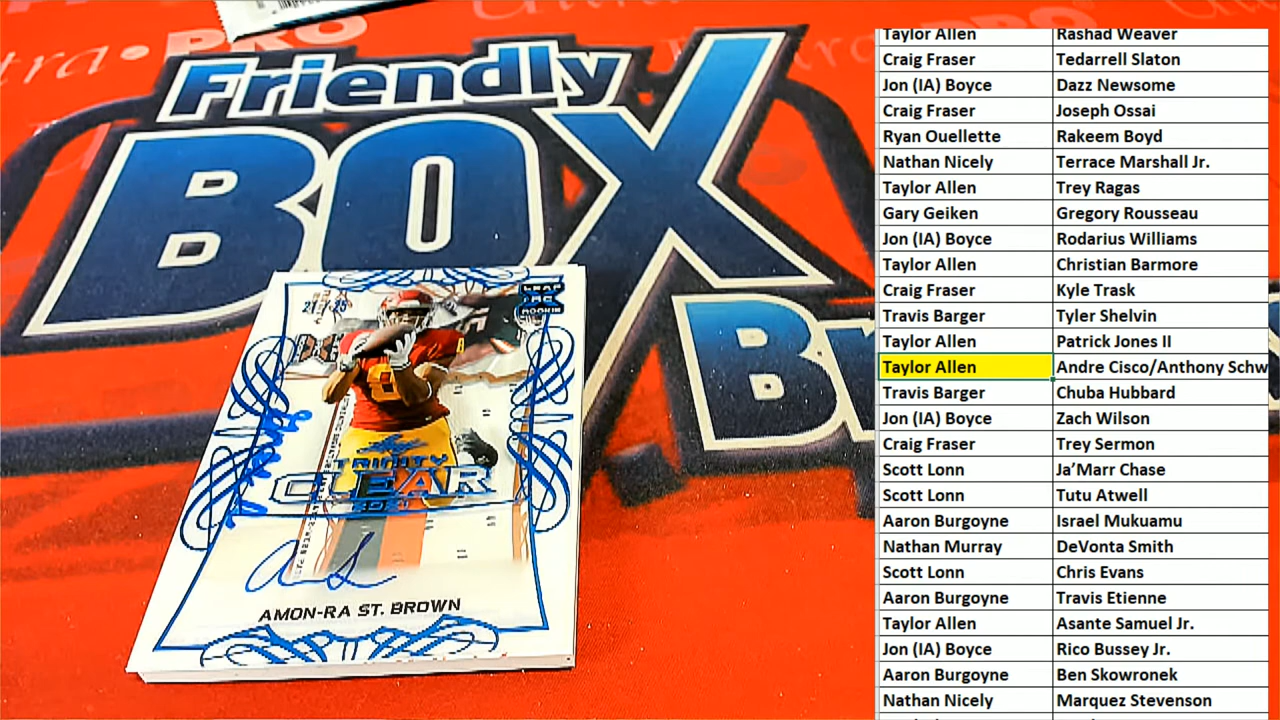 ultra•PRO
Friendly
BOX
Br
LEAF
ROOKIE
TRINITY
CLEAR
AMON-RA ST. BROWN
Taylor Allen Rashad Weaver
Craig Fraser Tedarrell Slaton
Jon (IA) Boyce Dazz Newsome
Craig Fraser Joseph Ossai
Ryan Ouellette Rakeem Boyd
Nathan Nicely Terrace Marshall Jr.
Taylor Allen Trey Ragas
Gary Geiken Gregory Rousseau
Jon (IA) Boyce Rodarius Williams
Taylor Allen Christian Barmore
Craig Fraser Kyle Trask
Travis Barger Tyler Shelvin
Taylor Allen Patrick Jones II
Taylor Allen Andre Cisco/Anthony Schw
Travis Barger Chuba Hubbard
Jon (IA) Boyce Zach Wilson
Craig Fraser Trey Sermon
Scott Lonn Ja’Marr Chase
Scott Lonn Tutu Atwell
Aaron Burgoyne Israel Mukuamu
Nathan Murray DeVonta Smith
Scott Lonn Chris Evans
Aaron Burgoyne Travis Etienne
Taylor Allen Asante Samuel Jr.
Jon (IA) Boyce Rico Bussey Jr.
Aaron Burgoyne Ben Skowronek
Nathan Nicely Marquez Stevenson